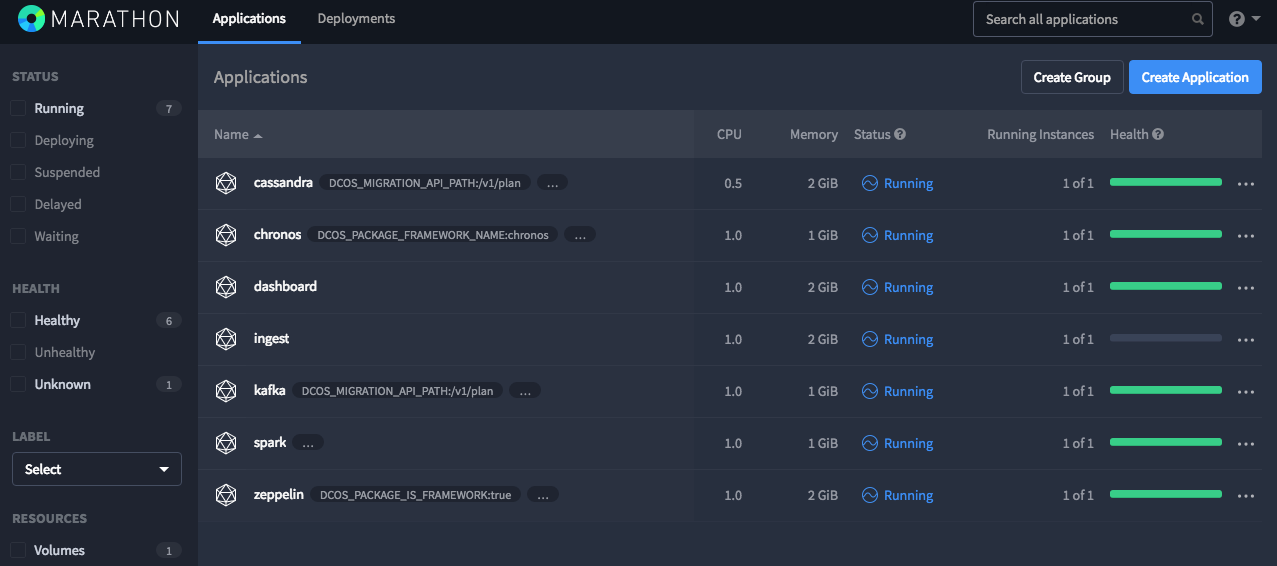 MARATHON Applications Deployments Search all applications
STATUS
Running 7
Deploying
Suspended
Delayed
Waiting
HEALTH
Healthy 6
Unhealthy
Unknown 1
LABEL
Select
RESOURCES
Volumes 1
Applications Create Group Create Application
Name CPU Memory Status Running Instances Health
cassandra DCOS_MIGRATION_API_PATH:/v1/plan ... 0.5 2 GiB Running 1 of 1
chronos DCOS_PACKAGE_FRAMEWORK_NAME:chronos ... 1.0 1 GiB Running 1 of 1
dashboard 1.0 2 GiB Running 1 of 1
ingest 1.0 2 GiB Running 1 of 1
kafka DCOS_MIGRATION_API_PATH:/v1/plan ... 1.0 1 GiB Running 1 of 1
spark ... 1.0 1 GiB Running 1 of 1
zeppelin DCOS_PACKAGE_IS_FRAMEWORK:true ... 1.0 2 GiB Running 1 of 1